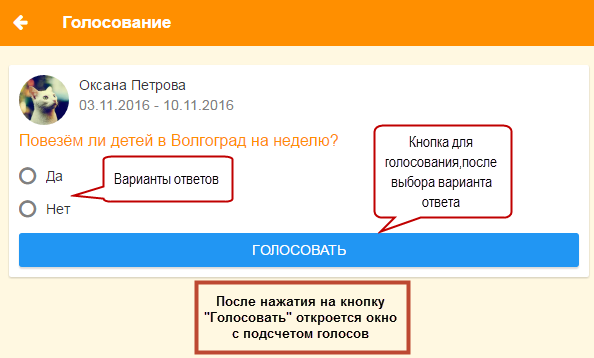 Голосование
Оксана Петрова
03.11.2016 - 10.11.2016
Повезём ли детей в Волгоград на неделю?
Да
Нет
Варианты ответов
Кнопка для
голосования,после
выбора варианта
ответа
ГОЛОСОВАТЬ
После нажатия на кнопку
"Голосовать" откроется окно
с подсчетом голосов